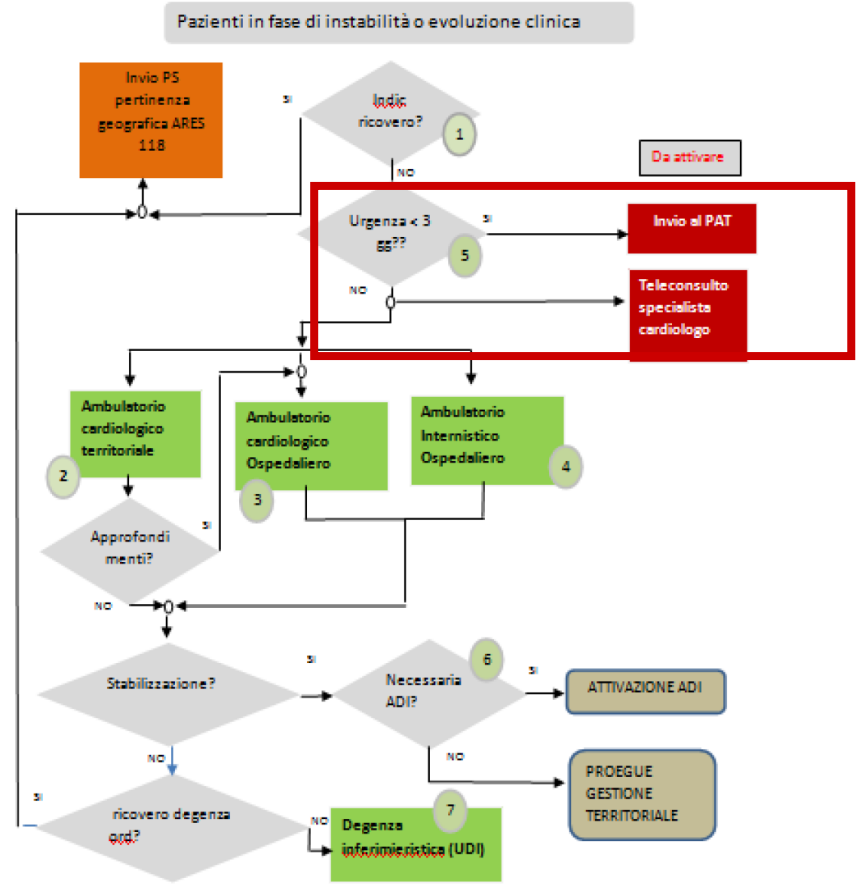 Pazienti in fase di instabilità o evoluzione clinica
Invio PS
pertinenza
geografica ARES
118
SI
Indic
ricovero?
1
NO
Da attivare
Urgenza < 3
gg??
5
SI
Invio al PAT
NO
Teleconsulto
specialista
cardiologo
Ambulatorio
cardiologico
territoriale
2
Ambulatorio
cardiologico
Ospedaliero
3
Ambulatorio
Internistico
Ospedaliero
4
SI
Approfondi
menti?
NO
Stabilizzazione?
SI
Necessaria
ADI?
6
SI
ATTIVAZIONE ADI
NO
NO
PROEGUE
GESTIONE
TERRITORIALE
SI
ricovero degenza
ord.?
NO
7
Degenza
inferimieristica (UDI)